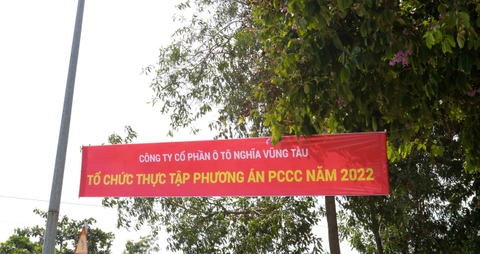 CÔNG TY CỔ PHẦN Ô TÔ NGHĨA VŨNG TÀU
TỔ CHỨC THỰC TẬP PHƯƠNG ÁN PCCC NĂM 2022